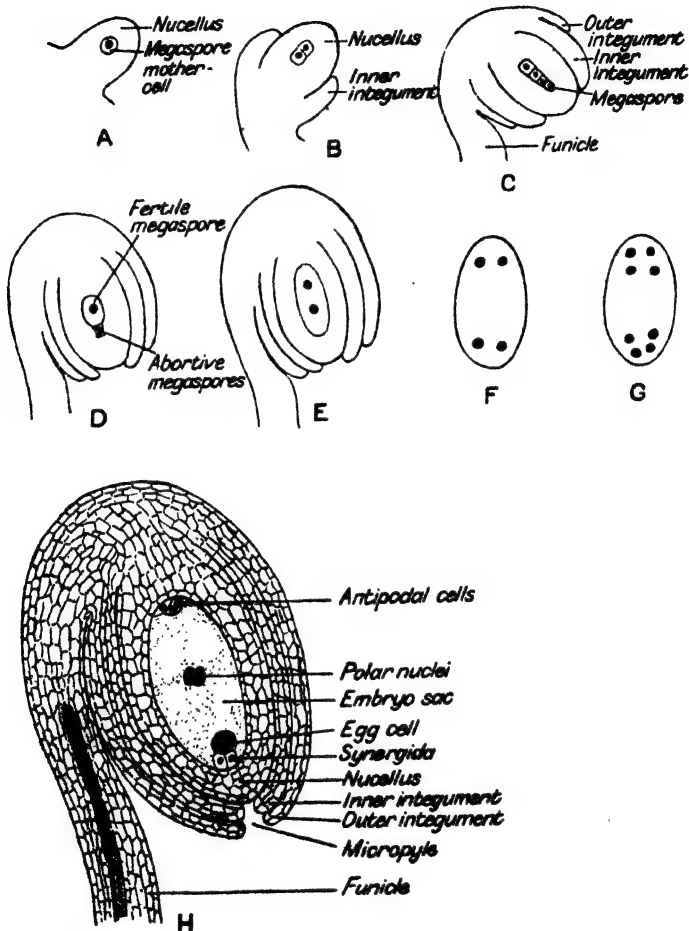 Nucellus
Megaspore
mother-
cell
A
Nucellus
Inner
integument
B
Outer
integument
Inner
integument
Megaspore
Funicle
C
Fertile
megaspore
Abortive
megaspores
D
E
F
G
Antipodal cells
Polar nuclei
Embryo sac
Egg cell
Synergida
Nucellus
Inner integument
Outer integument
Micropyle
Funicle
H